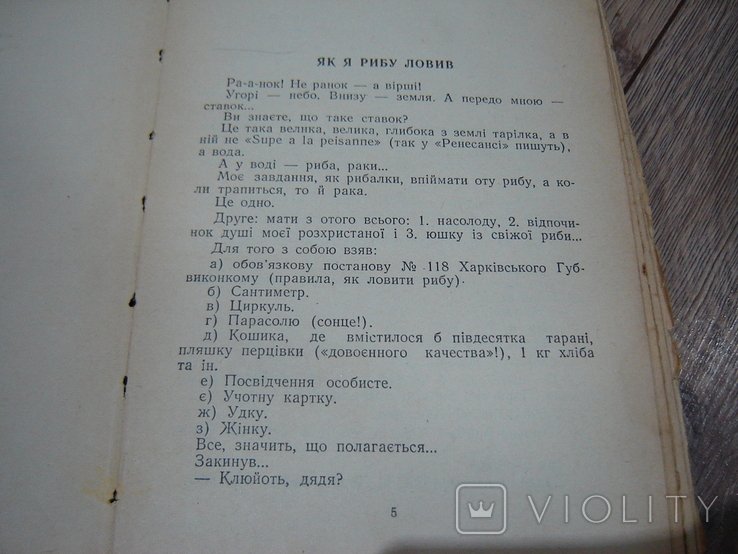 ЯК Я РИБУ ЛОВИВ
Ра-а-нок! Не ранок — а вірші!
Угорі — небо. Внизу — земля. А передо мною —
ставок...
Ви знаєте, що таке ставок?
Це така велика, велика, глибока з землі тарілка, а в
ній не «Supe a la peisanne» (так у «Ренесансі» пишуть),
а вода.
А у воді — риба, раки...
Моє завдання, як рибалки, впіймати оту рибу, а ко-
ли трапиться, то й рака.
Це одно.
Друге: мати з отого всього: 1. насолоду, 2. відпочи-
нок душі моєї розхристаної і 3. юшку із свіжої риби...
Для того з собою взяв:
а) обов'язкову постанову № 118 Харківського Губ-
виконкому (правила, як ловити рибу).
б) Сантиметр.
в) Циркуль.
г) Парасолю (сонце!).
д) Кошика, де вмістилося б півдесятка тарані,
пляшку перцівки («довоєнного качества»!), 1 кг хліба
та ін.
е) Посвідчення особисте.
є) Учотну картку.
ж) Удку.
з) Жінку.
Все, значить, що полагається...
Закинув...
— Клюйоть, дядя?
5
VIOLITY